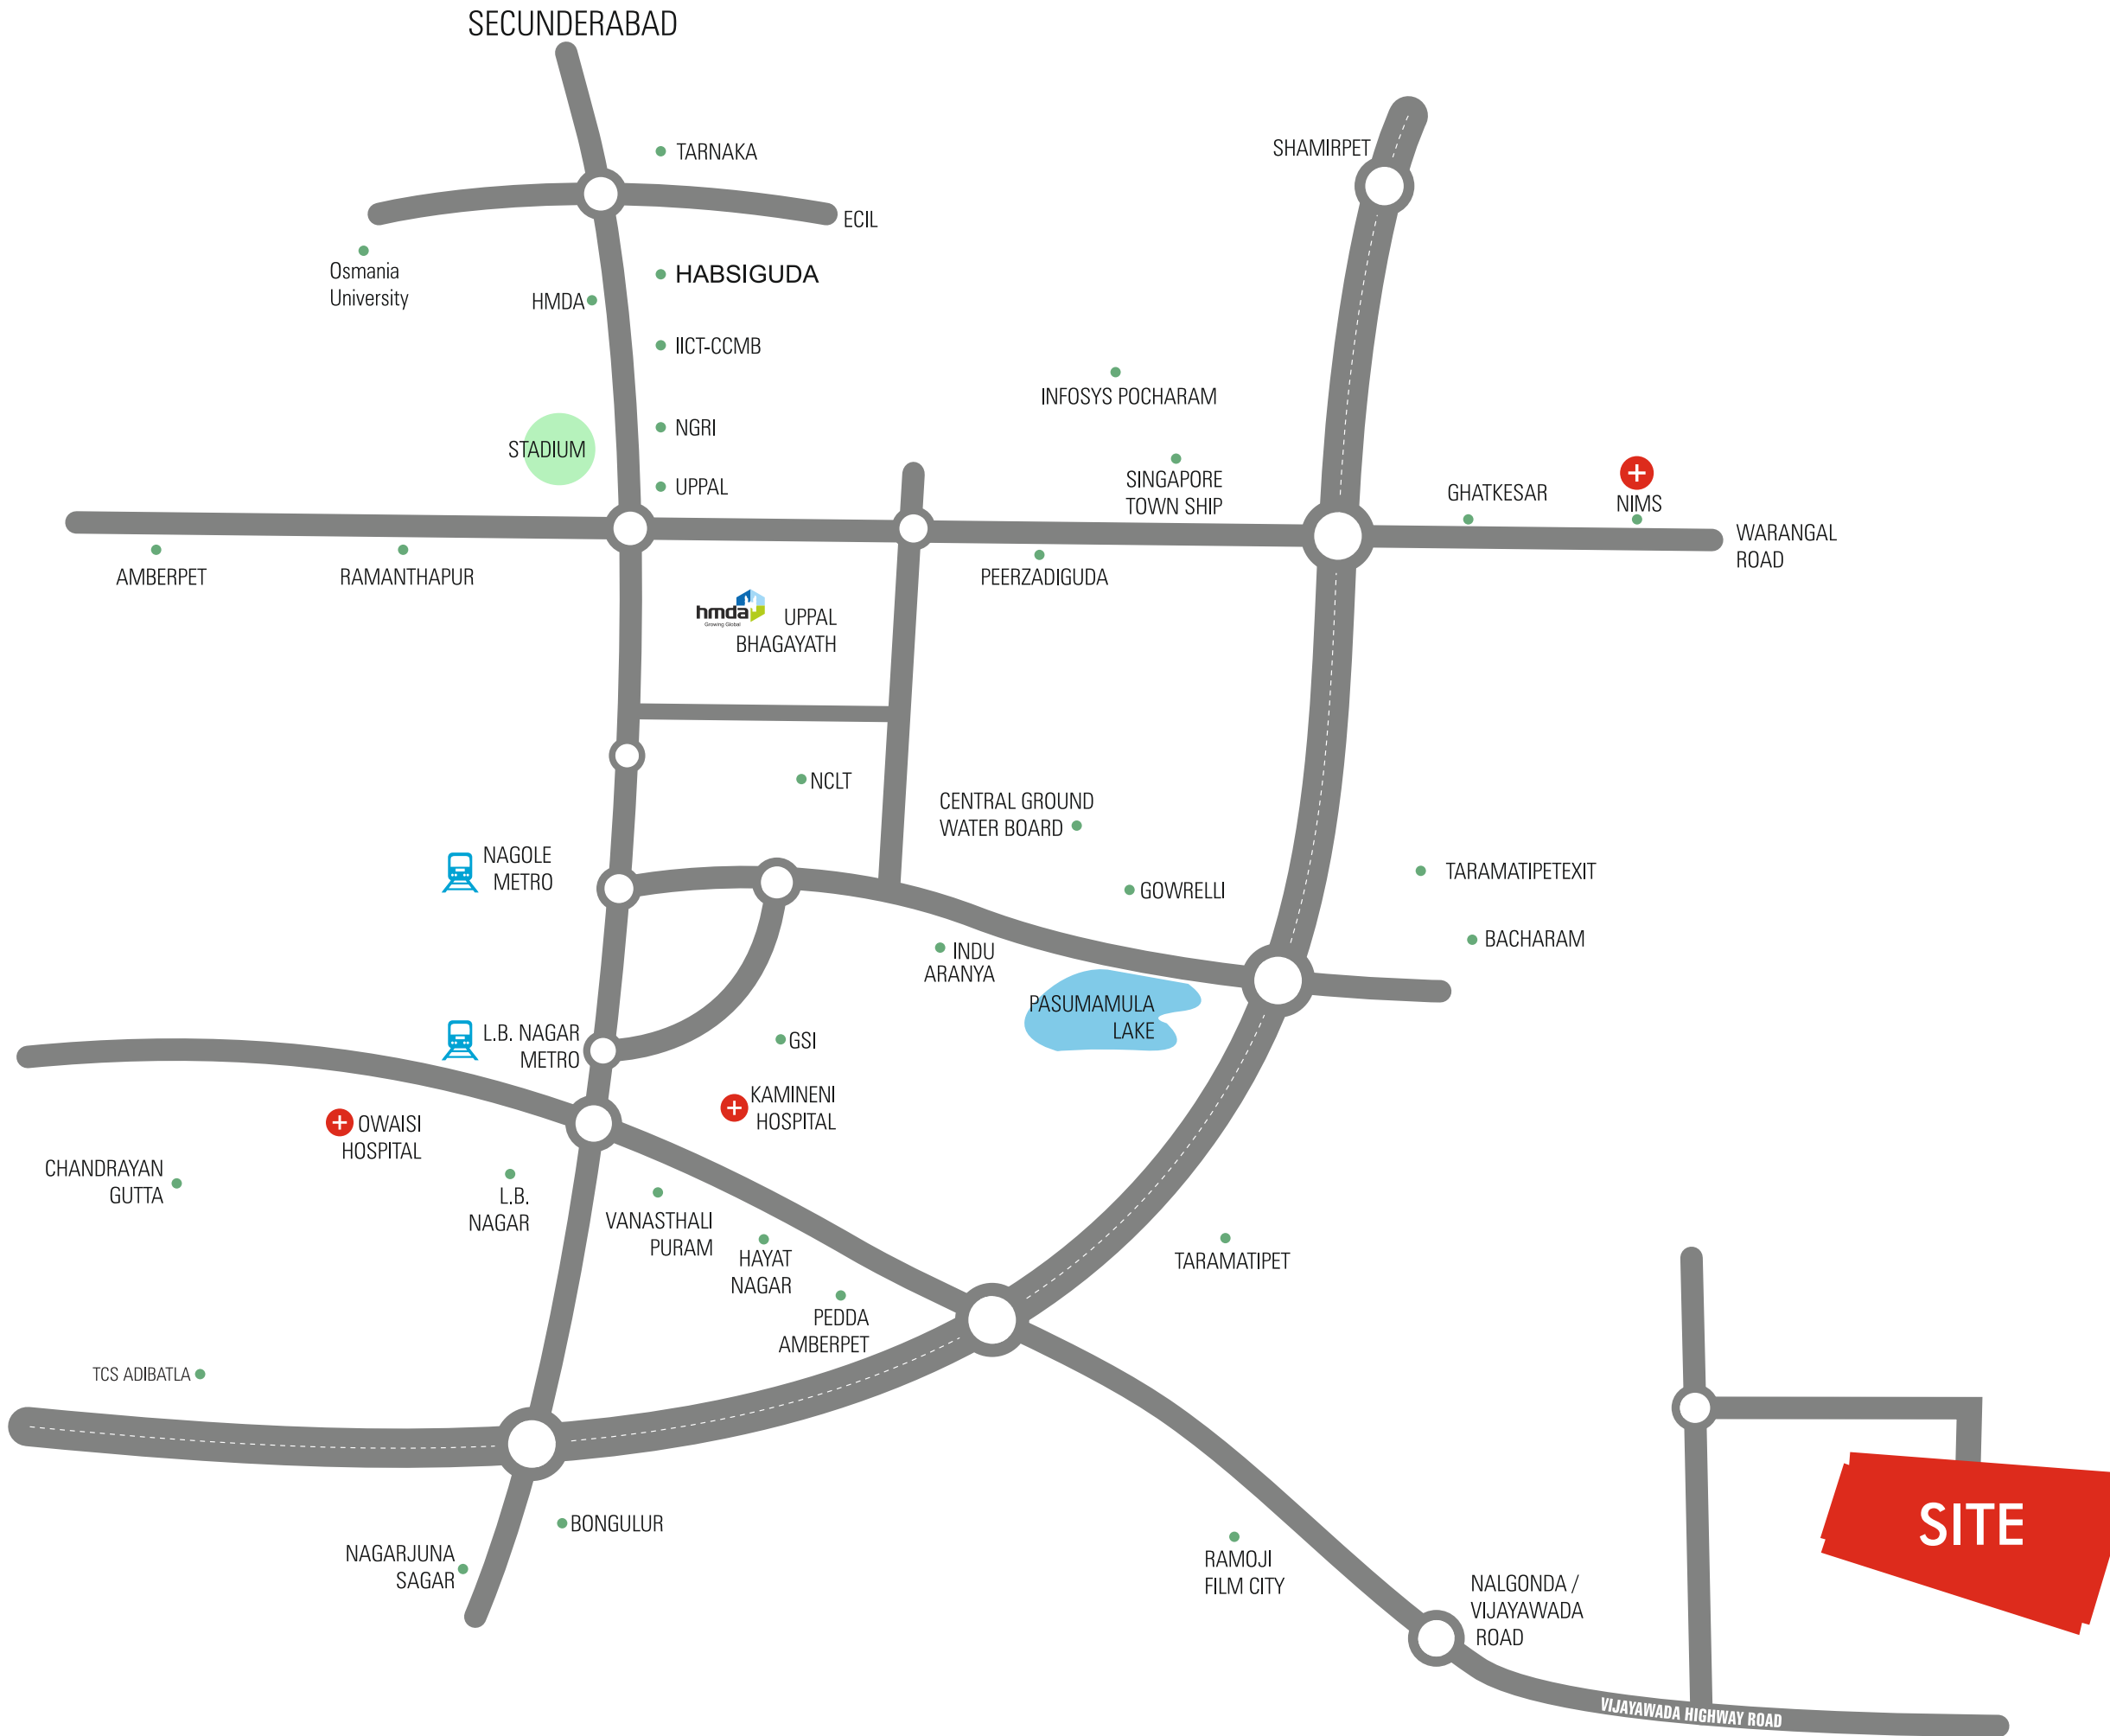 SECUNDERABAD
TARNAKA
SHAMIRPET
ECIL
Osmania
University
HABSIGUDA
HMDA
IICT-CCMB
INFOSYS POCHARAM
NGRI
STADIUM
UPPAL
SINGAPORE
TOWN SHIP
GHATKESAR
NIMS
WARANGAL
ROAD
AMBERPET
RAMANTHAPUR
PEERZADIGUDA
hmda
Growing Global
UPPAL
BHAGAYATH
NCLT
CENTRAL GROUND
WATER BOARD
NAGOLE
METRO
TARAMATIPETEXIT
GOWRELLI
BACHARAM
INDU
ARANYA
PASUMAMULA
LAKE
L.B. NAGAR
METRO
GSI
KAMINENI
HOSPITAL
OWAISI
HOSPITAL
CHANDRAYAN
GUTTA
L.B.
NAGAR
VANASTHALI
PURAM
HAYAT
NAGAR
TARAMATIPET
PEDDA
AMBERPET
TCS ADIBATLA
BONGULUR
NAGARJUNA
SAGAR
RAMOJI
FILM CITY
SITE
NALGONDA /
VIJAYAWADA
ROAD
VIJAYAWADA HIGHWAY ROAD